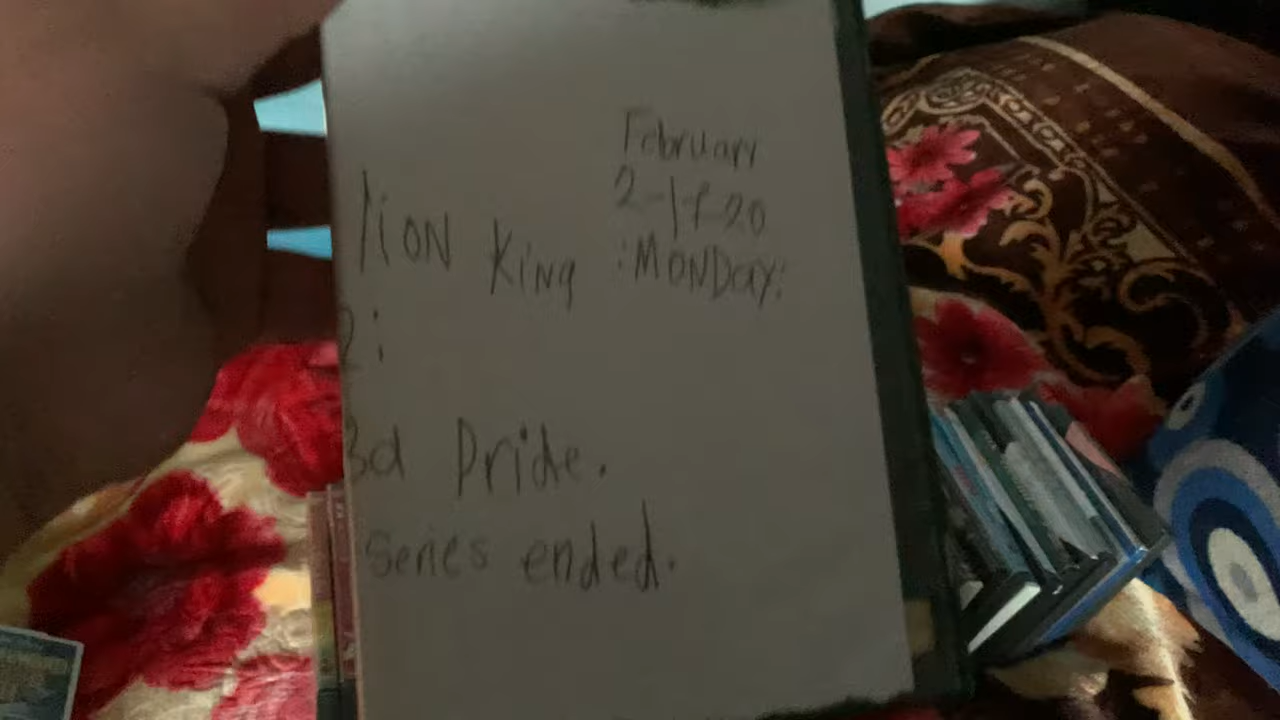 February
2-17-20
:MONDay:
lioN King
2:
3d Pride.
series ended.